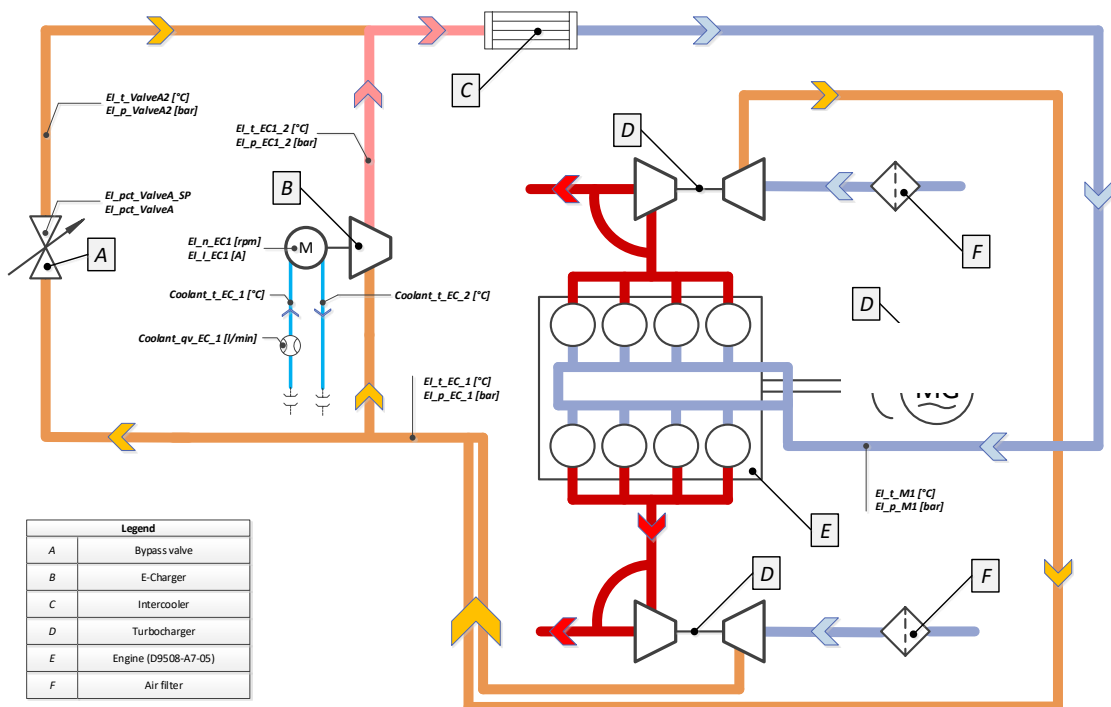 C
EI_t_ValveA2 [°C]
EI_p_ValveA2 [bar]
EI_t_EC1_2 [°C]
EI_p_EC1_2 [bar]
D
B
EI_pct_ValveA_SP
EI_pct_ValveA
A
F
EI_n_EC1 [rpm]
EI_I_EC1 [A]
M
Coolant_t_EC_1 [°C]
Coolant_t_EC_2 [°C]
D
Coolant_qv_EC_1 [l/min]
EI_t_EC_1 [°C]
EI_p_EC_1 [bar]
MG
EI_t_M1 [°C]
EI_p_M1 [bar]
E
Legend
A Bypass valve
B E-Charger
C Intercooler
D Turbocharger
E Engine (D9508-A7-05)
F Air filter
D
F